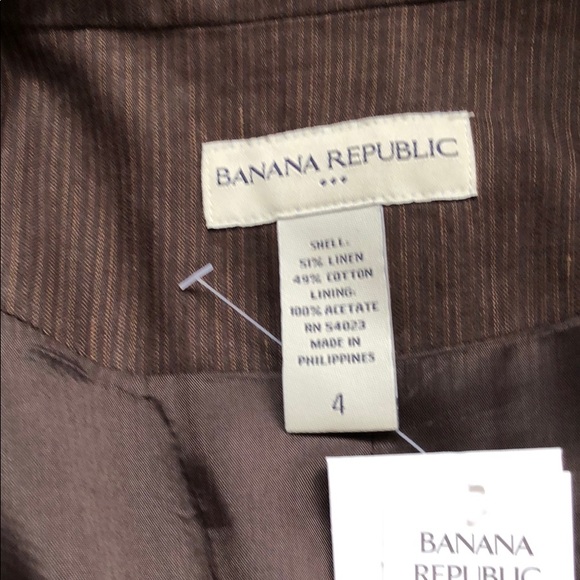 BANANA REPUBLIC
SHELL:
51% LINEN
49% COTTON
LINING:
100% ACETATE
RN 54023
MADE IN
PHILIPPINES
4
BANANA
REPUBLIC